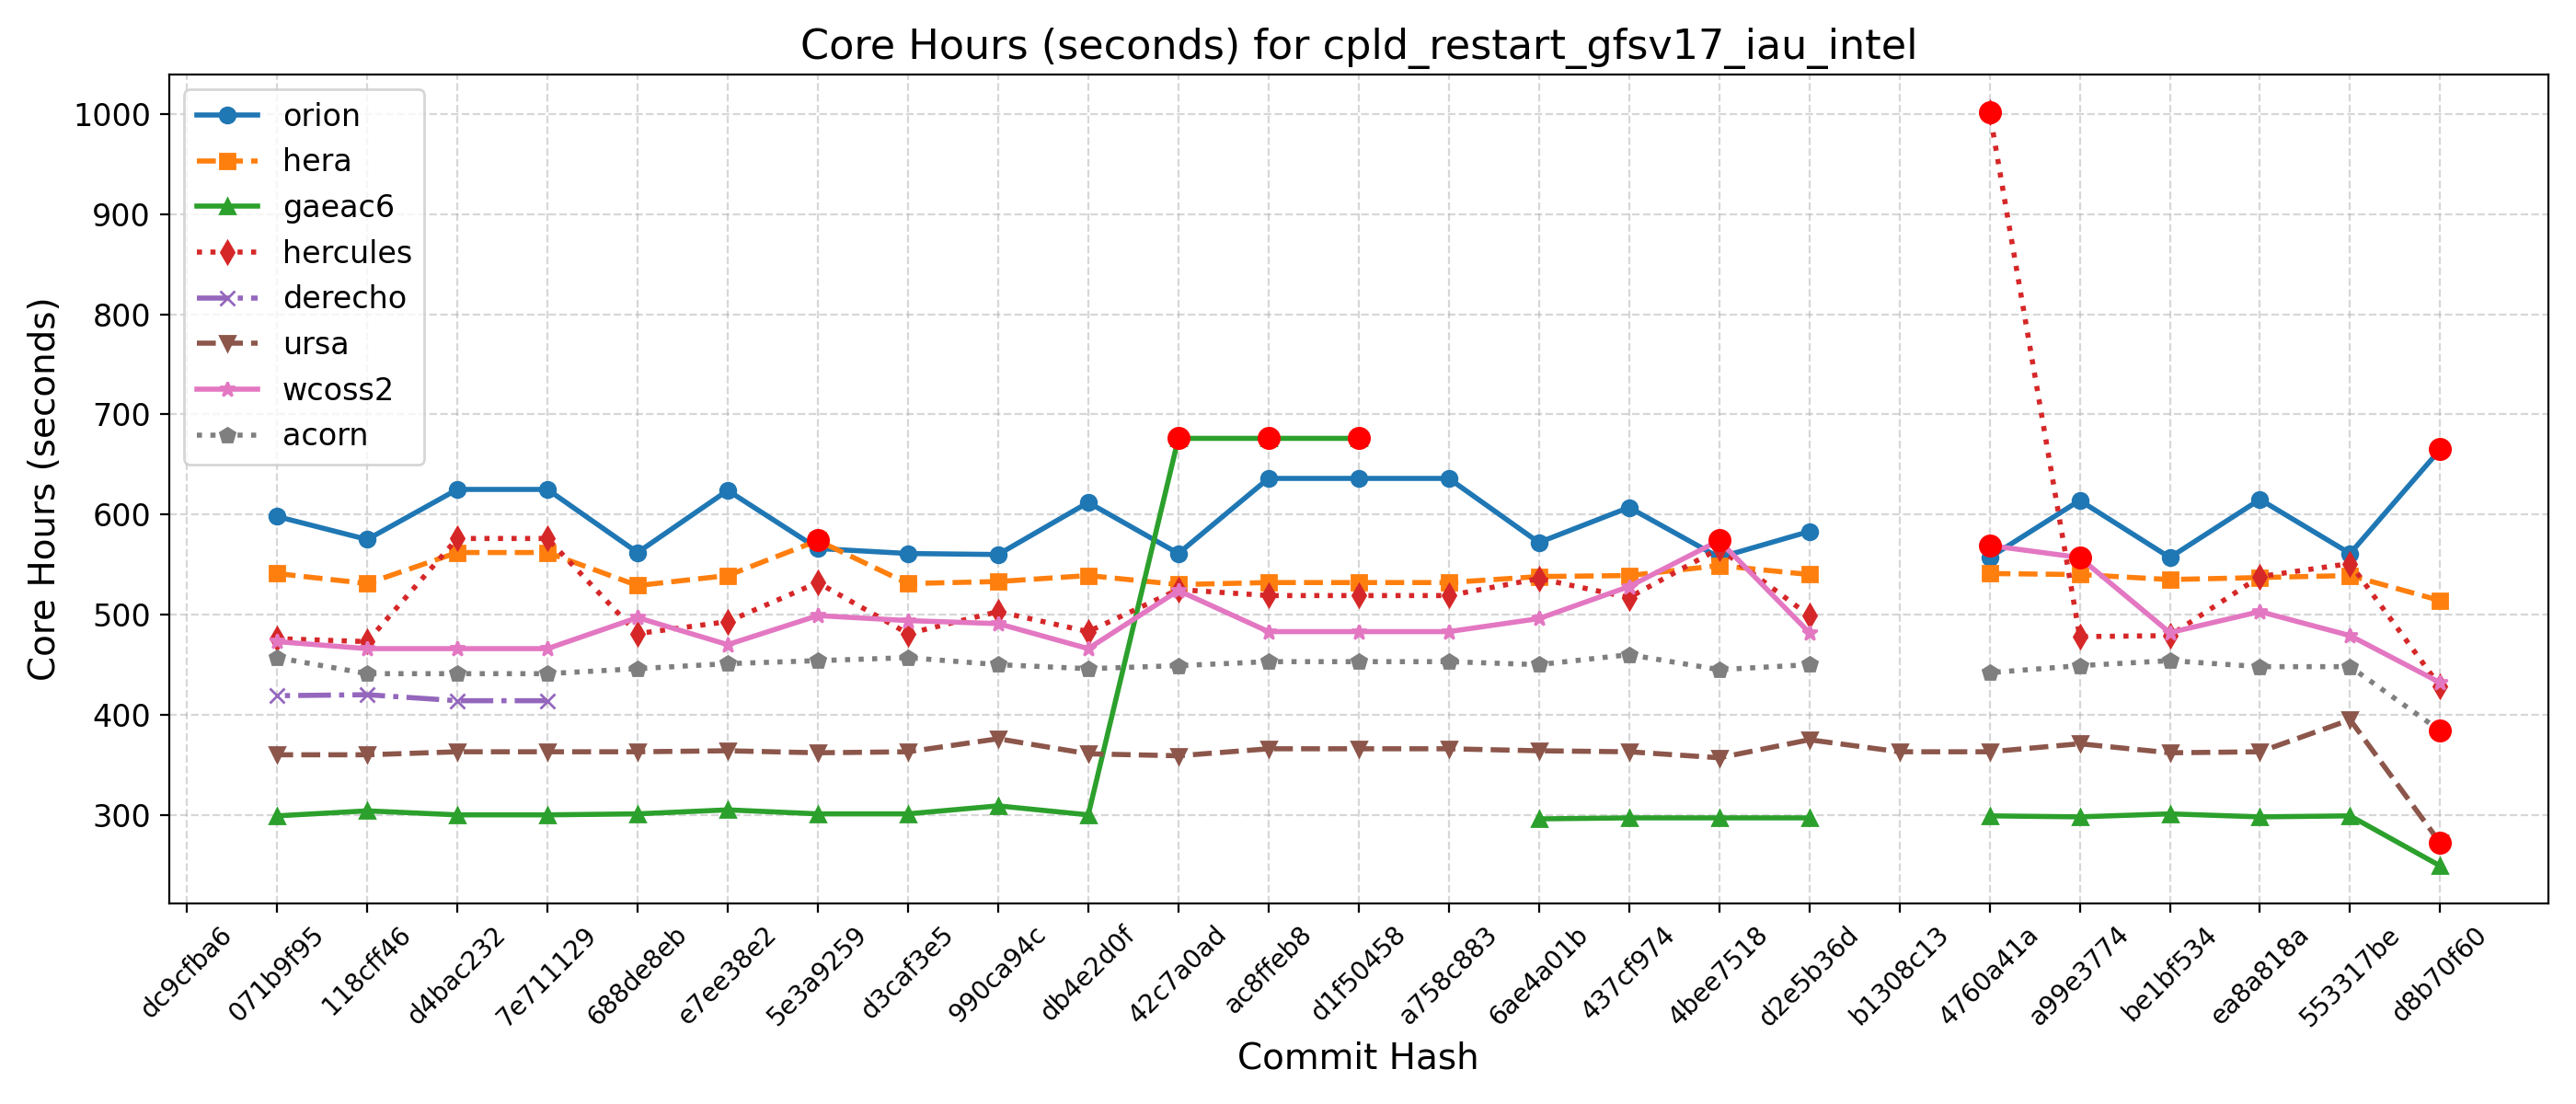 Core Hours (seconds) for cpld_restart_gfsv17_iau_intel
Core Hours (seconds)
1000
900
800
700
600
500
400
300
orion
hera
gaeac6
hercules
derecho
ursa
wcoss2
acorn
dc9cfba6
071b9f95
118cff46
d4bac232
7e711129
688de8eb
e7ee38e2
5e3a9259
d3caf3e5
990ca94c
db4e2d0f
42c7a0ad
ac8ffeb8
d1f50458
a758c883
6ae4a01b
437cf974
4bee7518
d2e5b36d
b1308c13
4760a41a
a99e3774
be1bf534
ea8a818a
553317be
d8b70f60
Commit Hash